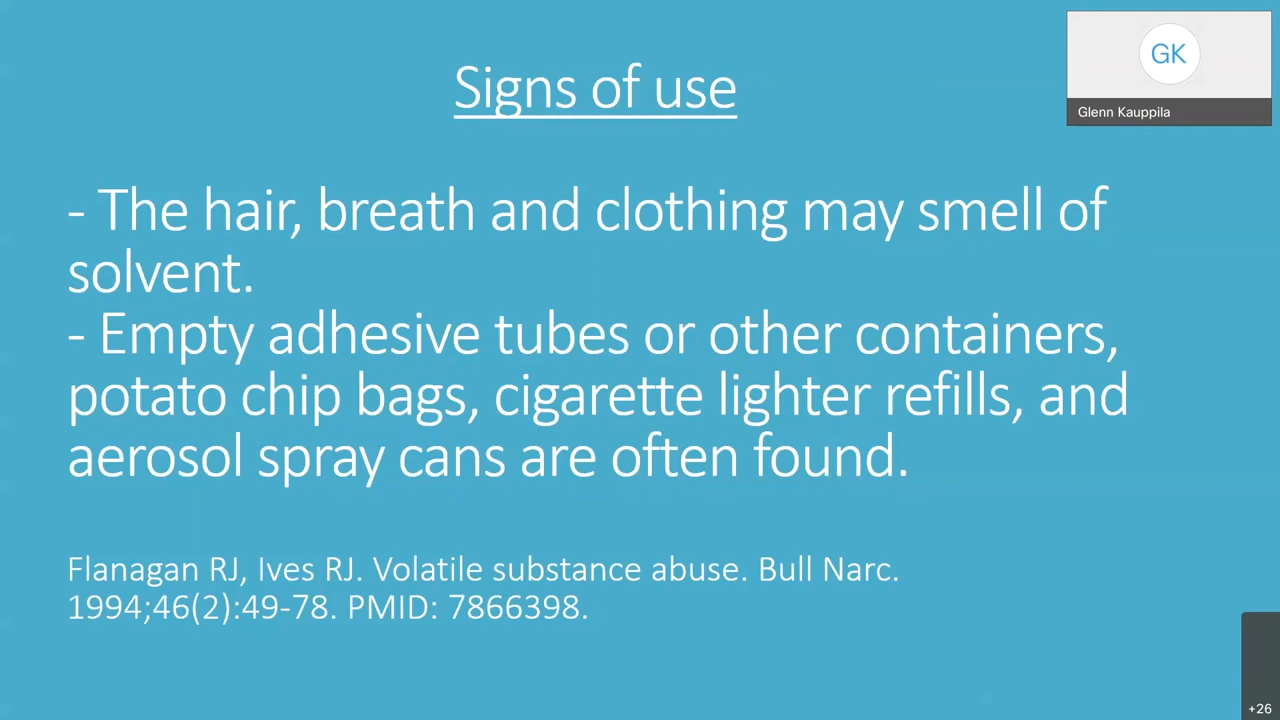 Signs of use
GK
Glenn Kauppila
- The hair, breath and clothing may smell of
solvent.
- Empty adhesive tubes or other containers,
potato chip bags, cigarette lighter refills, and
aerosol spray cans are often found.
Flanagan RJ, Ives RJ. Volatile substance abuse. Bull Narc.
1994;46(2):49-78. PMID: 7866398.
+26